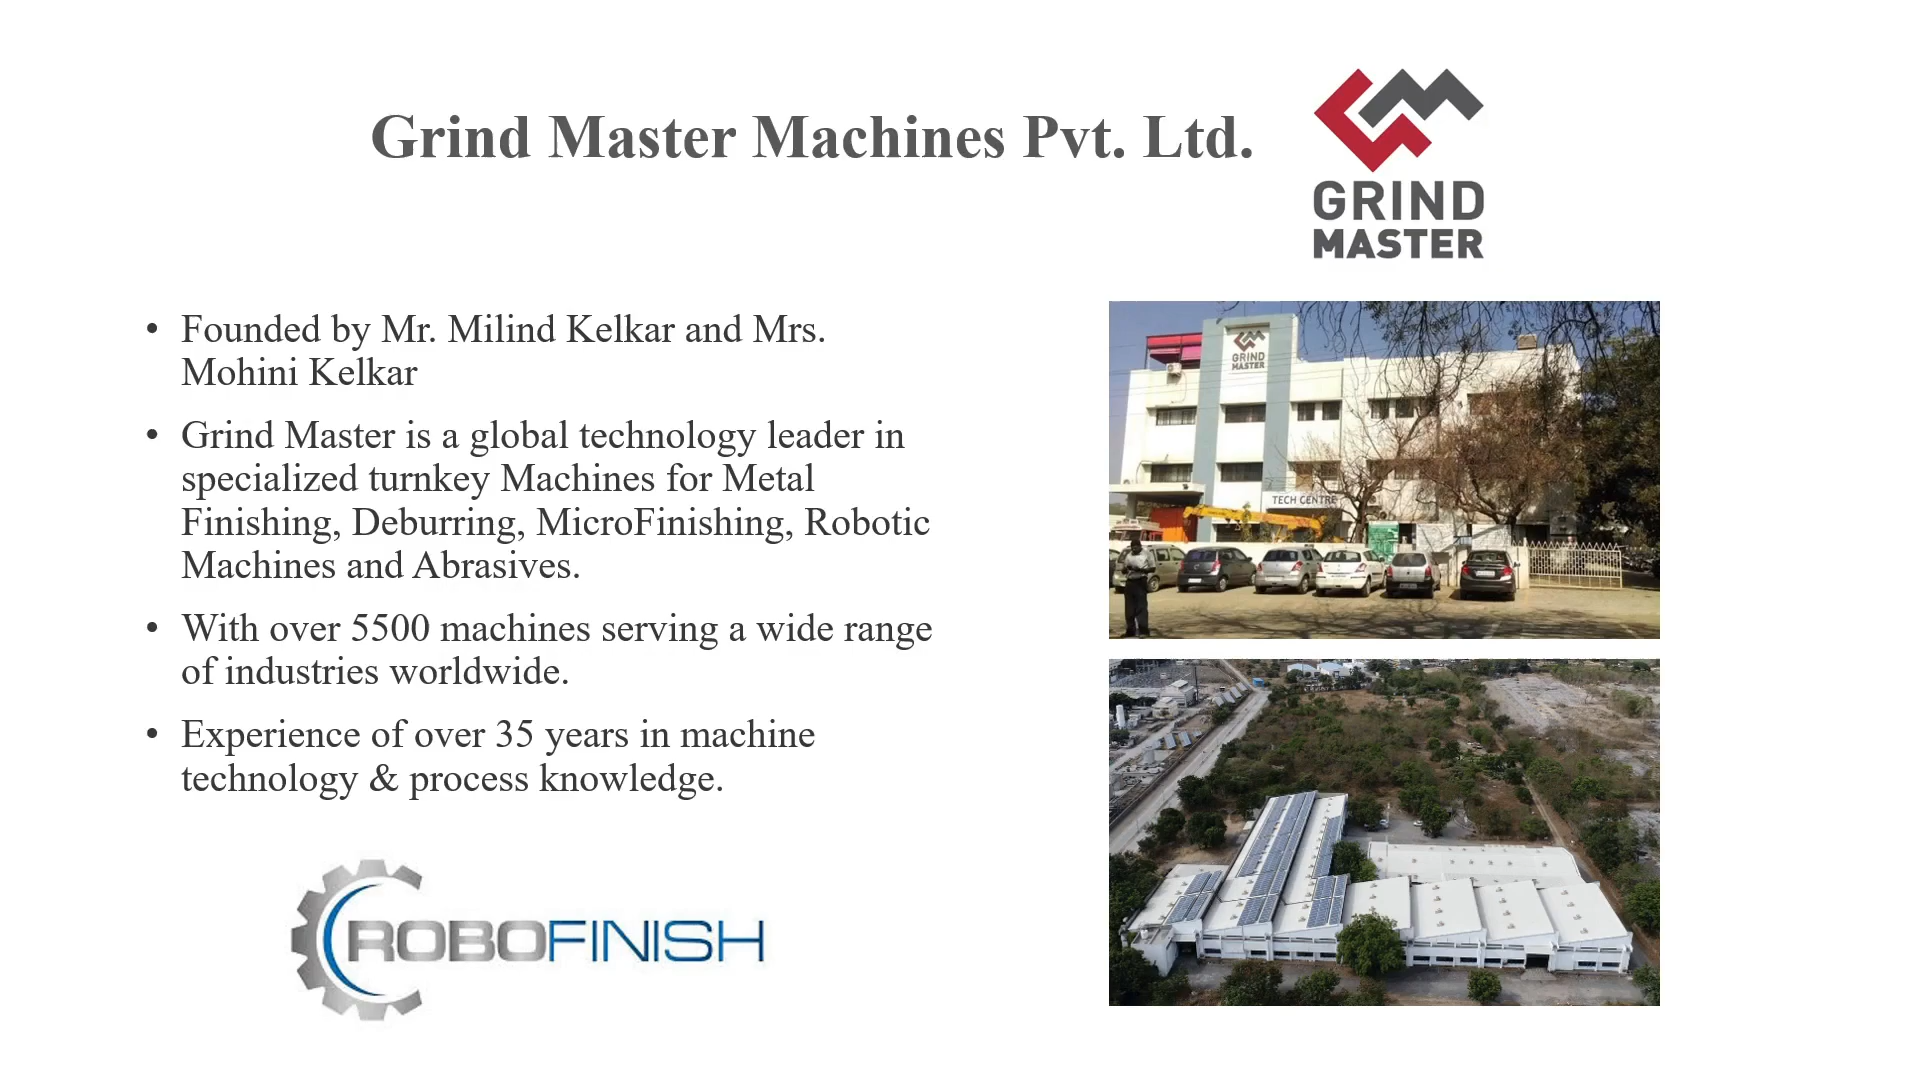 Grind Master Machines Pvt. Ltd.
GRIND
MASTER
• Founded by Mr. Milind Kelkar and Mrs.
Mohini Kelkar
• Grind Master is a global technology leader in
specialized turnkey Machines for Metal
Finishing, Deburring, MicroFinishing, Robotic
Machines and Abrasives.
• With over 5500 machines serving a wide range
of industries worldwide.
• Experience of over 35 years in machine
technology & process knowledge.
ROBOFINISH
GRIND
MASTER
TECH CENTRE